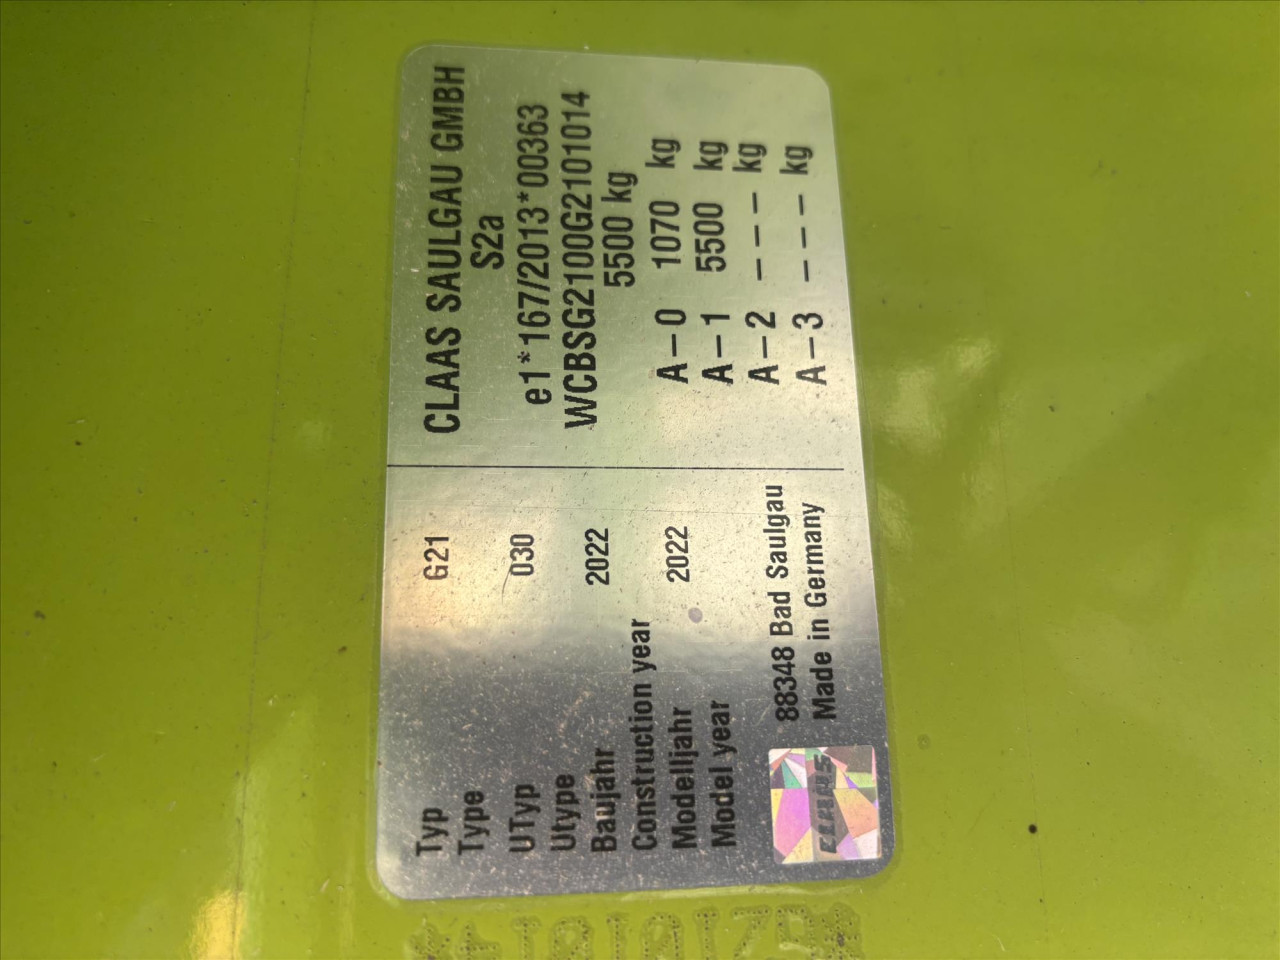 Typ G21
Type
UTyp 030
Utype
Baujahr 2022
Construction year
Modelljahr 2022
Model year
CLAAS
88348 Bad Saulgau
Made in Germany
CLAAS SAULGAU GMBH
S2a
e1*167/2013*00363
WCBSG2100G2101014
5500 kg
A – 0 1070 kg
A – 1 5500 kg
A – 2 – – – kg
A – 3 – – – kg